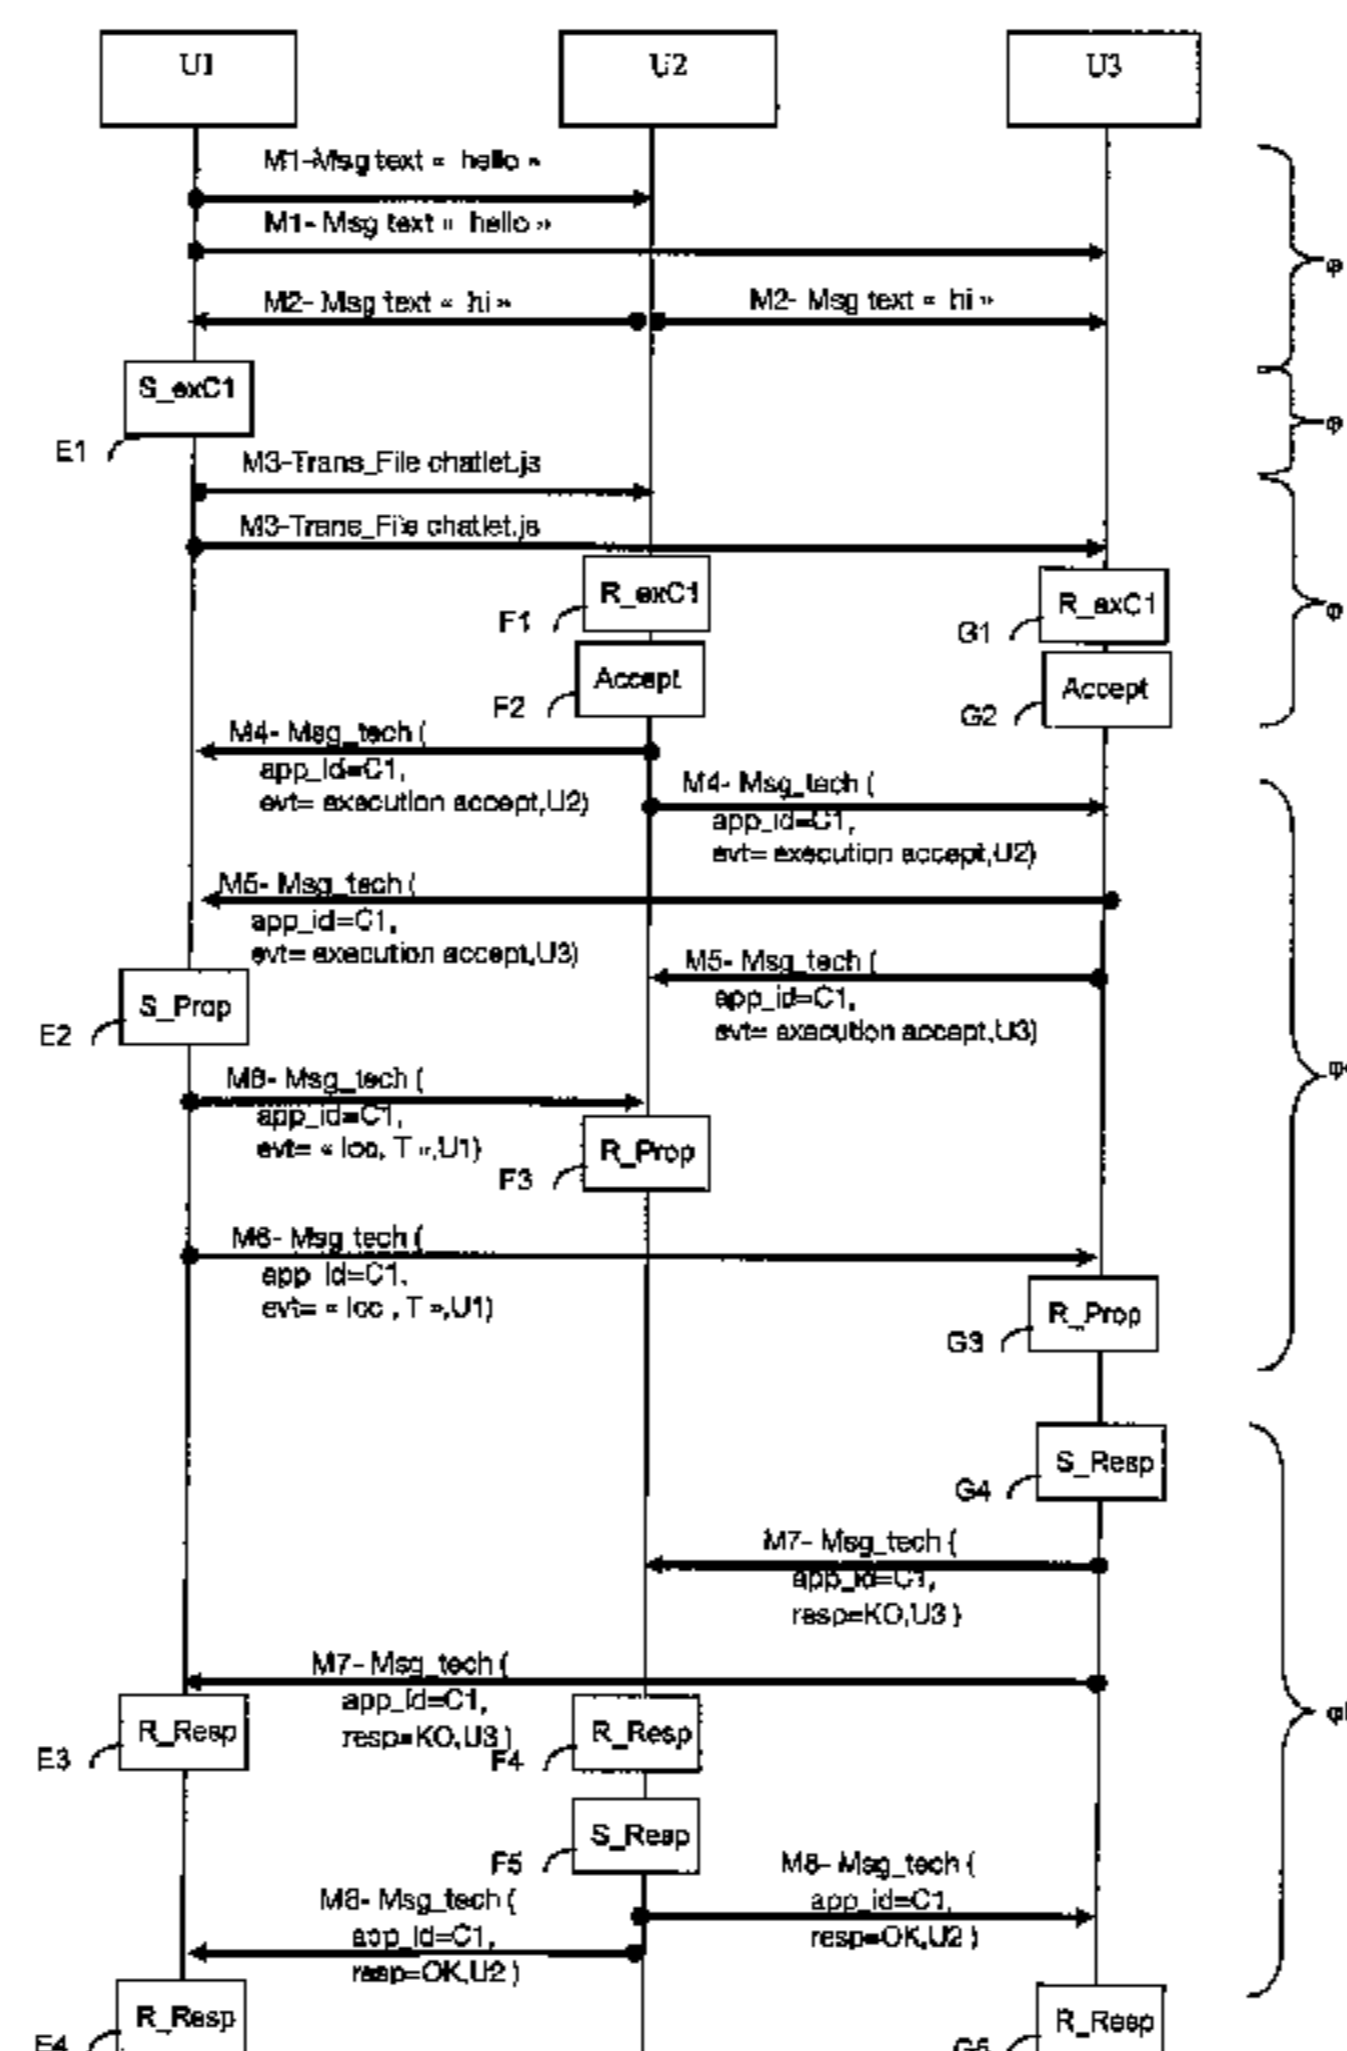 U1
U2
U3
M1-Msg text « hello »
M1- Msg text « hello »
M2- Msg text « hi »
M2- Msg text « hi »
S_exC1
E1
M3-Trans_File chatlet.js
M3-Trans_File chatlet.js
R_exC1
F1
R_exC1
G1
Accept
F2
Accept
G2
M4- Msg_tech (
app_id=C1,
evt= execution accept,U2)
M4- Msg_tech (
app_id=C1,
evt= execution accept,U2)
M5- Msg_tech (
app_id=C1,
evt= execution accept,U3)
M5- Msg_tech (
app_id=C1,
evt= execution accept,U3)
S_Prop
E2
M6- Msg_tech (
app_id=C1,
evt= « loc, T »,U1)
R_Prop
F3
M6- Msg_tech (
app_id=C1,
evt= « loc , T »,U1)
R_Prop
G3
S_Resp
G4
M7- Msg_tech (
app_id=C1,
resp=KO,U3 )
M7- Msg_tech (
app_id=C1,
resp=KO,U3 )
R_Resp
E3
R_Resp
F4
S_Resp
F5
M8- Msg_tech (
app_id=C1,
resp=OK,U2 )
M8- Msg_tech (
app_id=C1,
resp=OK,U2 )
R_Resp
E4
R_Resp
G5